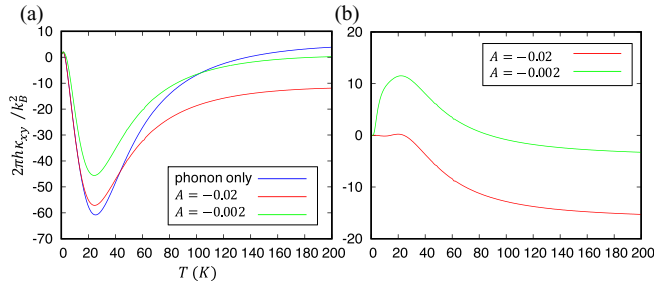 (a)
10
0
-10
-20
-30
-40
-50
-60
-70
2πhκxy /k_B^2
phonon only
A = −0.02
A = −0.002
0 20 40 60 80 100 120 140 160 180 200
T (K)
(b)
20
10
0
-10
-20
A = −0.02
A = −0.002
0 20 40 60 80 100 120 140 160 180 200